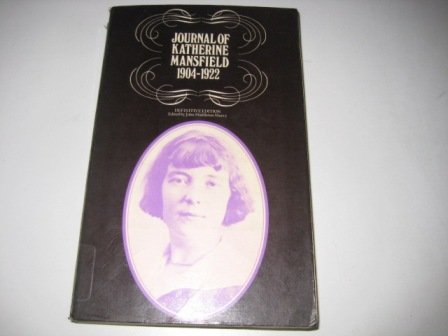 JOURNAL OF
KATHERINE
MANSFIELD
1904-1922
DEFINITIVE EDITION
Edited by John Middleton Murry